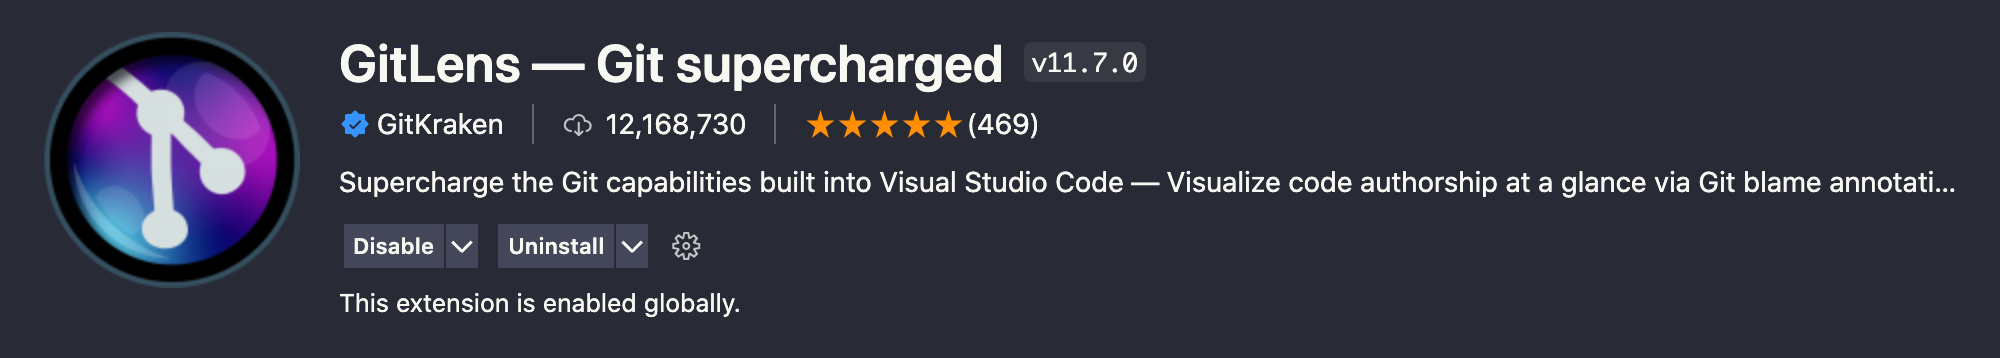 GitLens — Git supercharged v11.7.0
GitKraken 12,168,730 ★★★★★ (469)
Supercharge the Git capabilities built into Visual Studio Code — Visualize code authorship at a glance via Git blame annotati...
Disable Uninstall
This extension is enabled globally.